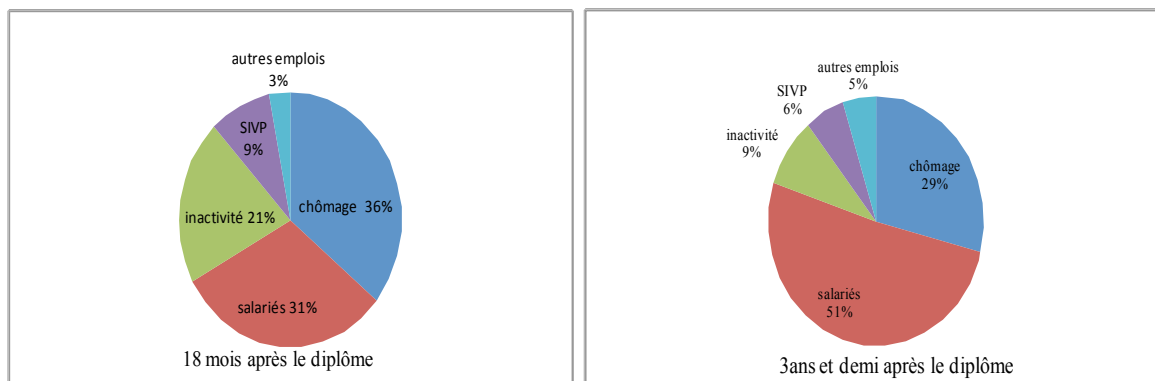 autres emplois
3%
SIVP
9%
chômage 36%
inactivité 21%
salariés 31%
18 mois après le diplôme
autres emplois
5%
SIVP
6%
inactivité
9%
chômage
29%
salariés
51%
3ans et demi après le diplôme